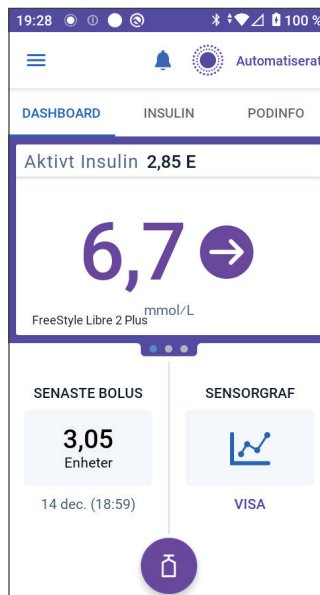 19:28 100 %
Automatiserat
DASHBOARD INSULIN PODINFO
Aktivt Insulin 2,85 E
6,7
mmol/L
FreeStyle Libre 2 Plus
SENASTE BOLUS SENSORGRAF
3,05
Enheter
14 dec. (18:59) VISA